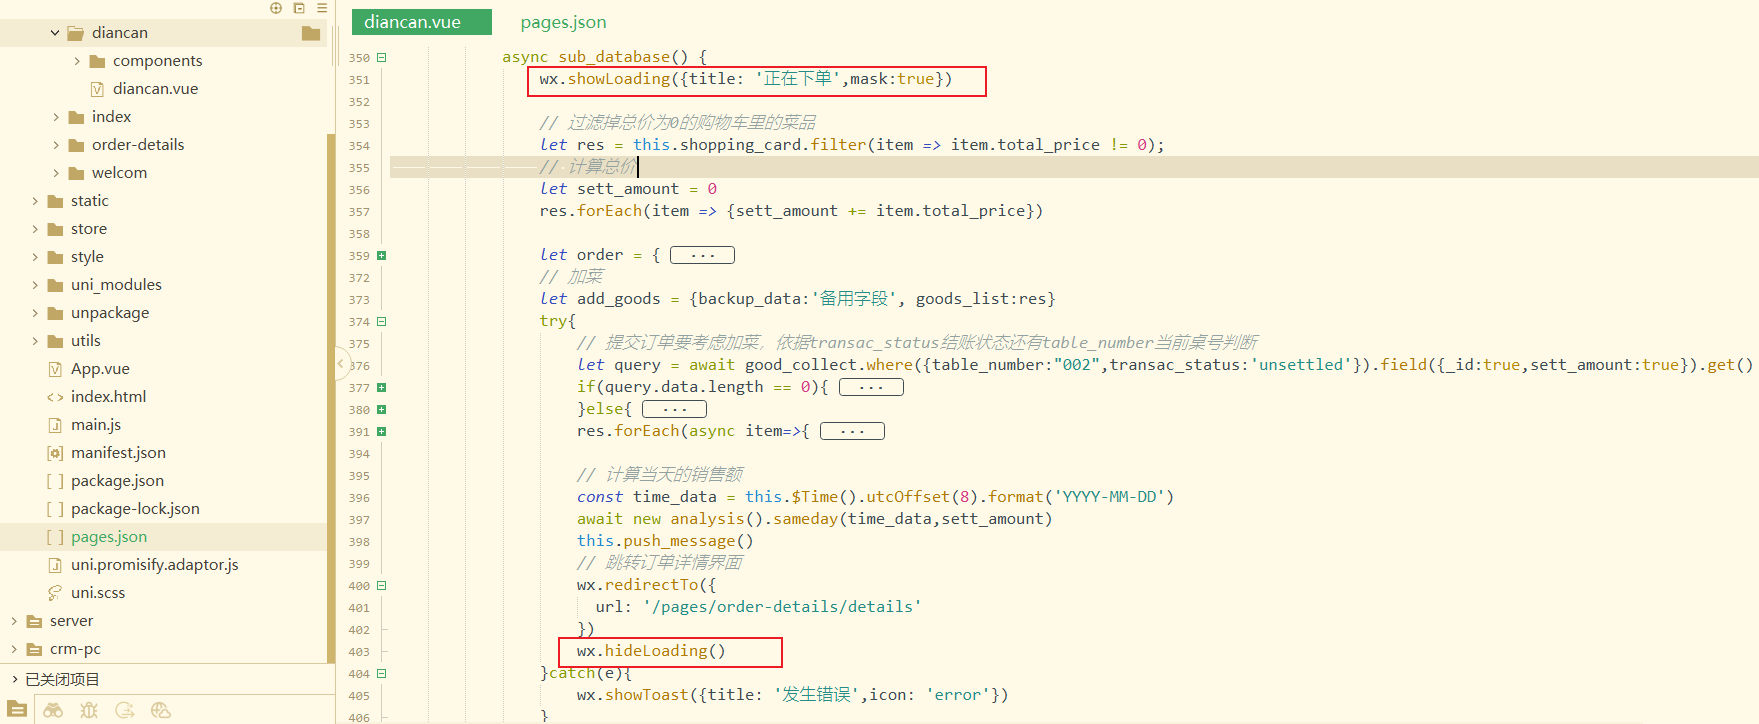 diancan
components
diancan.vue
index
order-details
welcom
static
store
style
uni_modules
unpackage
utils
App.vue
index.html
main.js
manifest.json
package.json
package-lock.json
pages.json
uni.promisify.adaptor.js
uni.scss
server
crm-pc
已关闭项目
diancan.vue
pages.json
350 async sub_database() {
351 wx.showLoading({title: '正在下单',mask:true})
352
353 // 过滤掉总价为0的购物车里的菜品
354 let res = this.shopping_card.filter(item => item.total_price != 0);
355 // 计算总价
356 let sett_amount = 0
357 res.forEach(item => {sett_amount += item.total_price})
358
359 let order = { ...
372 // 加菜
373 let add_goods = {backup_data:'备用字段', goods_list:res}
374 try{
375 // 提交订单要考虑加菜，依据transac_status结账状态还有table_number当前桌号判断
376 let query = await good_collect.where({table_number:"002",transac_status:'unsettled'}).field({_id:true,sett_amount:true}).get()
377 if(query.data.length == 0){ ...
380 }else{ ...
391 res.forEach(async item=>{ ...
394
395 // 计算当天的销售额
396 const time_data = this.$Time().utcOffset(8).format('YYYY-MM-DD')
397 await new analysis().sameday(time_data,sett_amount)
398 this.push_message()
399 // 跳转订单详情界面
400 wx.redirectTo({
401 url: '/pages/order-details/details'
402 })
403 wx.hideLoading()
404 }catch(e){
405 wx.showToast({title: '发生错误',icon: 'error'})
406 }